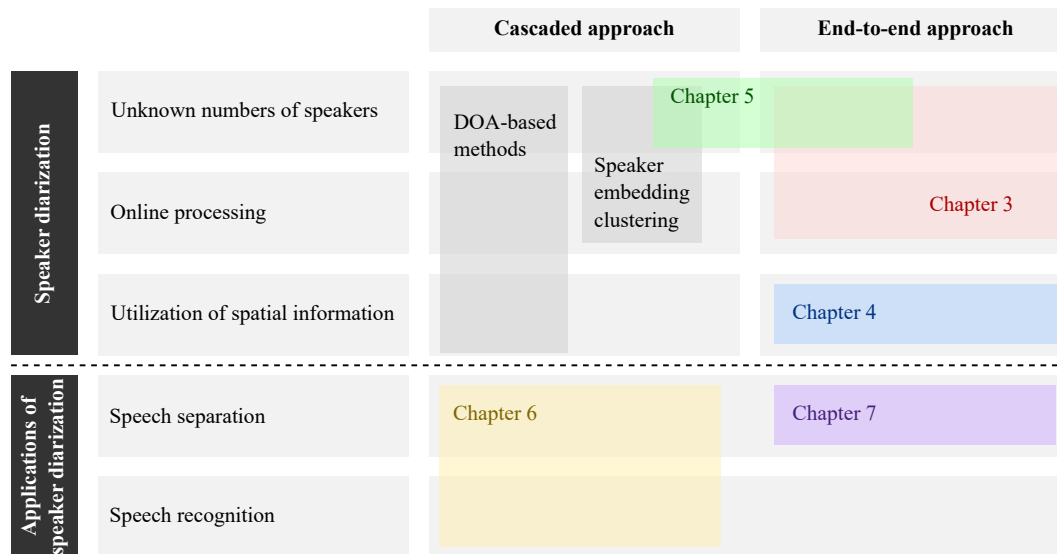 Cascaded approach
End-to-end approach
Speaker diarization
Unknown numbers of speakers
DOA-based
methods
Speaker
embedding
clustering
Chapter 5
Online processing
Chapter 3
Utilization of spatial information
Chapter 4
Applications of
speaker diarization
Speech separation
Chapter 6
Chapter 7
Speech recognition